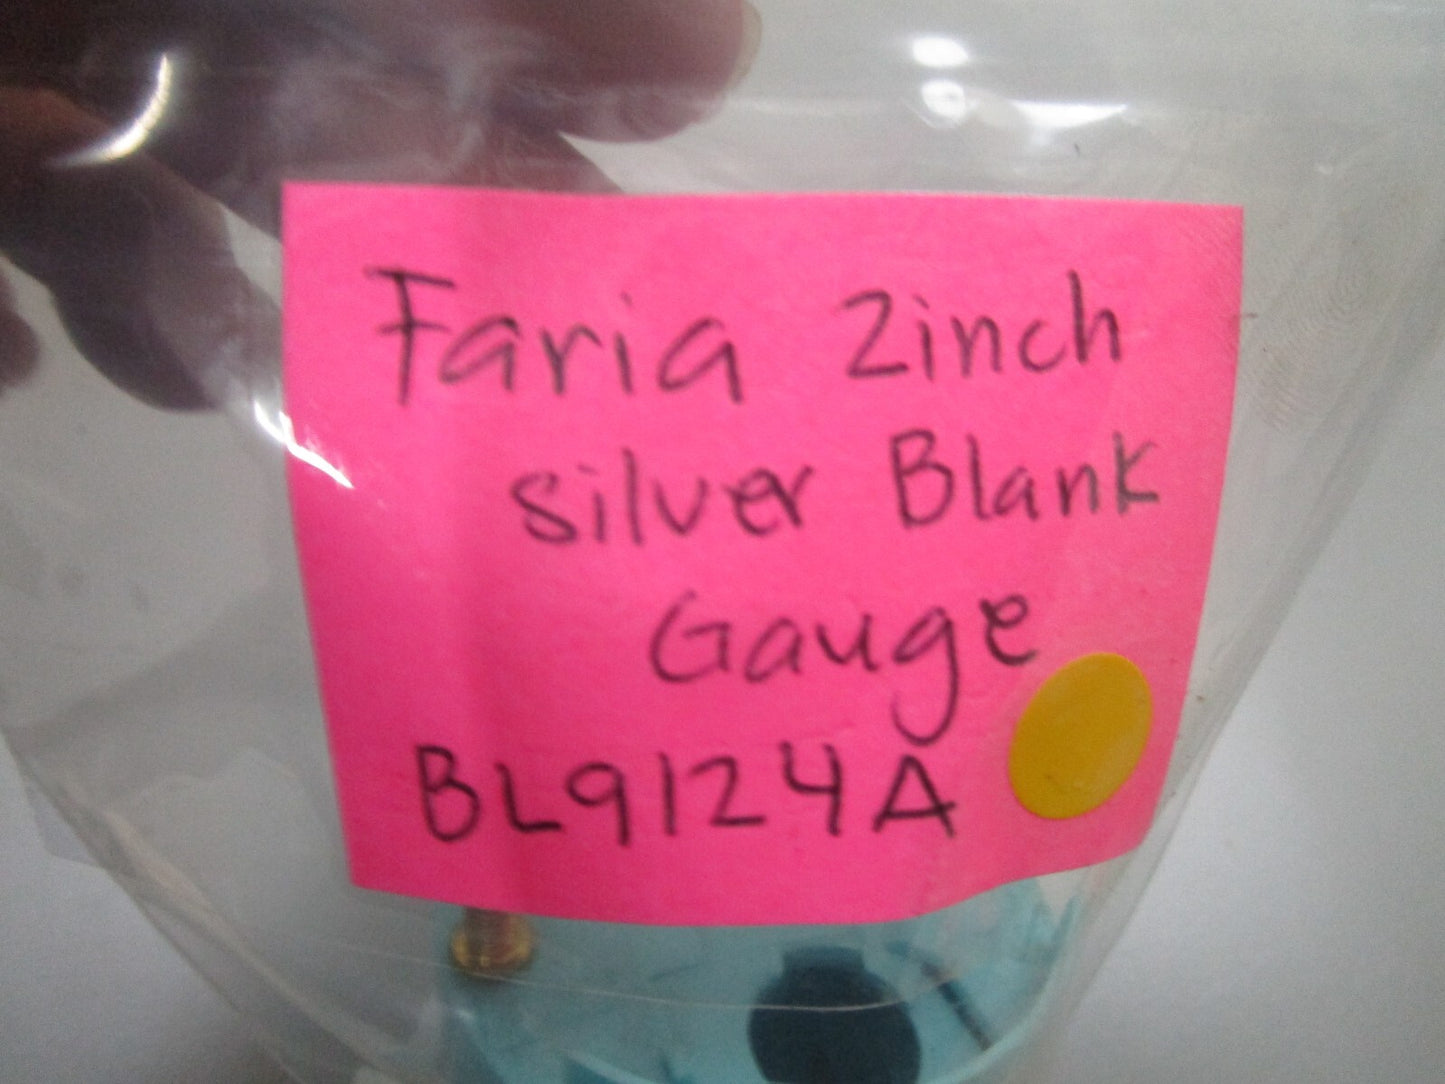 Faria 2inch
silver Blank
Gauge
BL9124A